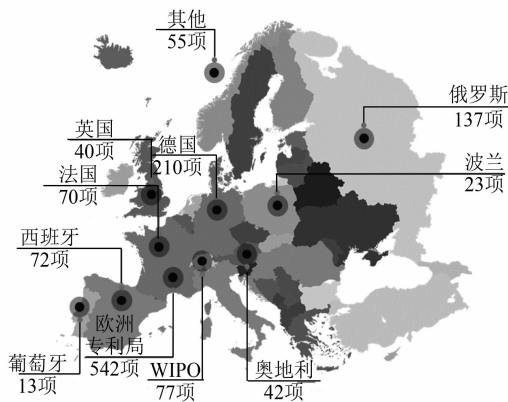 其他
55项
俄罗斯
137项
英国
40项
德国
210项
波兰
23项
法国
70项
西班牙
72项
欧洲
专利局
542项
葡萄牙
13项
WIPO
77项
奥地利
42项